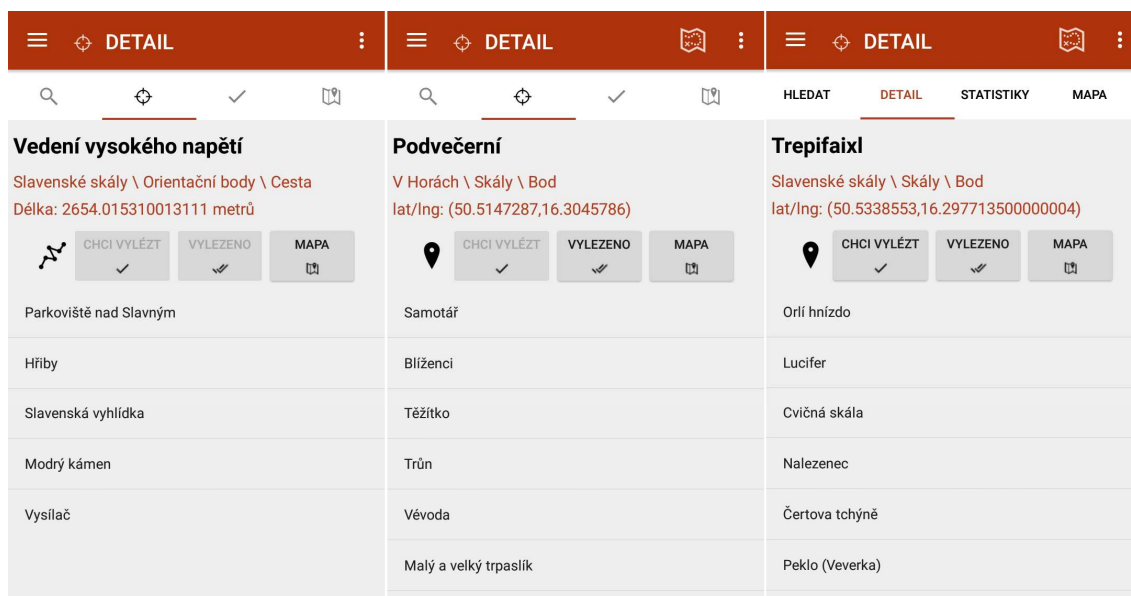 DETAIL
Vedení vysokého napětí
Slavenské skály \ Orientační body \ Cesta
Délka: 2654.015310013111 metrů
CHCI VYLÉZT
VYLEZENO
MAPA
Parkoviště nad Slavným
Hřiby
Slavenská vyhlídka
Modrý kámen
Vysílač
DETAIL
Podvečerní
V Horách \ Skály \ Bod
lat/lng: (50.5147287,16.3045786)
CHCI VYLÉZT
VYLEZENO
MAPA
Samotář
Blíženci
Těžítko
Trůn
Vévoda
Malý a velký trpaslík
DETAIL
HLEDAT DETAIL STATISTIKY MAPA
Trepifaixl
Slavenské skály \ Skály \ Bod
lat/lng: (50.5338553,16.297713500000004)
CHCI VYLÉZT
VYLEZENO
MAPA
Orlí hnízdo
Lucifer
Cvičná skála
Nalezenec
Čertova tchýně
Peklo (Veverka)